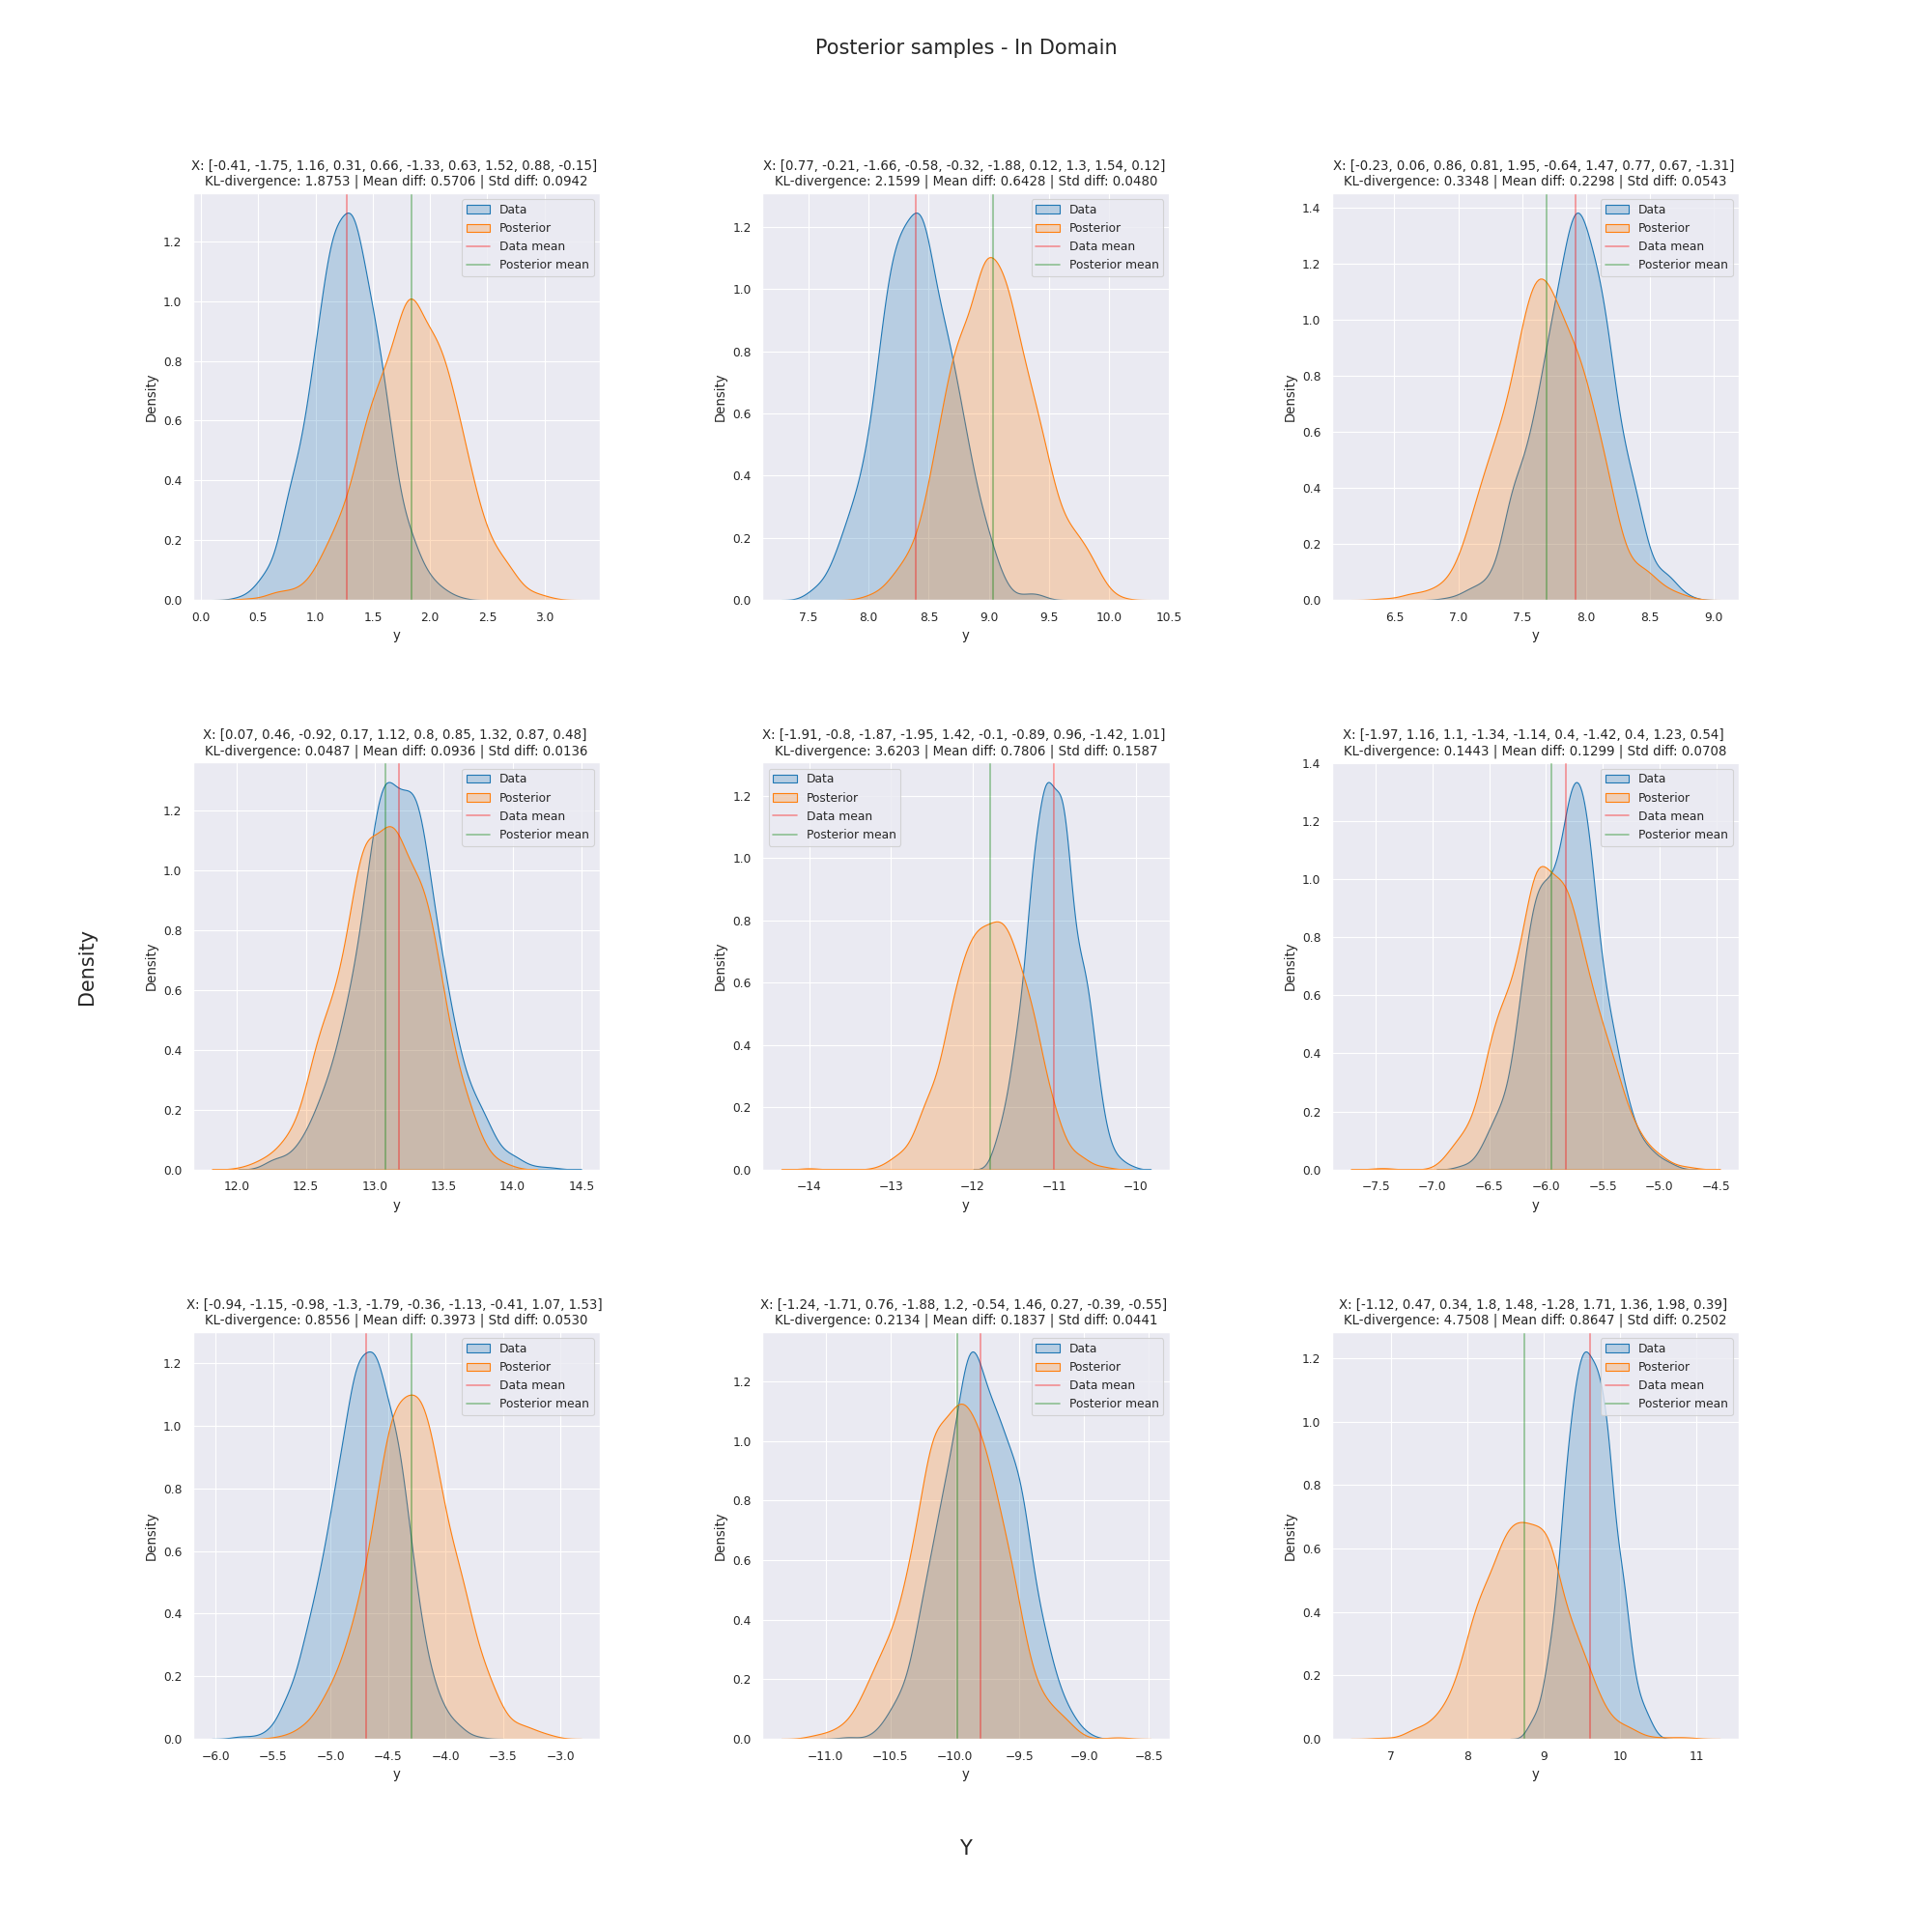 Posterior samples - In Domain
X: [-0.41, -1.75, 1.16, 0.31, 0.66, -1.33, 0.63, 1.52, 0.88, -0.15]
KL-divergence: 1.8753 | Mean diff: 0.5706 | Std diff: 0.0942
Data
Posterior
Data mean
Posterior mean
Density
0.0
0.2
0.4
0.6
0.8
1.0
1.2
0.0 0.5 1.0 1.5 2.0 2.5 3.0
y
X: [0.77, -0.21, -1.66, -0.58, -0.32, -1.88, 0.12, 1.3, 1.54, 0.12]
KL-divergence: 2.1599 | Mean diff: 0.6428 | Std diff: 0.0480
Data
Posterior
Data mean
Posterior mean
Density
0.0
0.2
0.4
0.6
0.8
1.0
1.2
7.5 8.0 8.5 9.0 9.5 10.0 10.5
y
X: [-0.23, 0.06, 0.86, 0.81, 1.95, -0.64, 1.47, 0.77, 0.67, -1.31]
KL-divergence: 0.3348 | Mean diff: 0.2298 | Std diff: 0.0543
Data
Posterior
Data mean
Posterior mean
Density
0.0
0.2
0.4
0.6
0.8
1.0
1.2
1.4
6.5 7.0 7.5 8.0 8.5 9.0
y
X: [0.07, 0.46, -0.92, 0.17, 1.12, 0.8, 0.85, 1.32, 0.87, 0.48]
KL-divergence: 0.0487 | Mean diff: 0.0936 | Std diff: 0.0136
Data
Posterior
Data mean
Posterior mean
Density
0.0
0.2
0.4
0.6
0.8
1.0
1.2
12.0 12.5 13.0 13.5 14.0 14.5
y
X: [-1.91, -0.8, -1.87, -1.95, 1.42, -0.1, -0.89, 0.96, -1.42, 1.01]
KL-divergence: 3.6203 | Mean diff: 0.7806 | Std diff: 0.1587
Data
Posterior
Data mean
Posterior mean
Density
0.0
0.2
0.4
0.6
0.8
1.0
1.2
−14 −13 −12 −11 −10
y
X: [-1.97, 1.16, 1.1, -1.34, -1.14, 0.4, -1.42, 0.4, 1.23, 0.54]
KL-divergence: 0.1443 | Mean diff: 0.1299 | Std diff: 0.0708
Data
Posterior
Data mean
Posterior mean
Density
0.0
0.2
0.4
0.6
0.8
1.0
1.2
1.4
−7.5 −7.0 −6.5 −6.0 −5.5 −5.0 −4.5
y
Density
X: [-0.94, -1.15, -0.98, -1.3, -1.79, -0.36, -1.13, -0.41, 1.07, 1.53]
KL-divergence: 0.8556 | Mean diff: 0.3973 | Std diff: 0.0530
Data
Posterior
Data mean
Posterior mean
Density
0.0
0.2
0.4
0.6
0.8
1.0
1.2
−6.0 −5.5 −5.0 −4.5 −4.0 −3.5 −3.0
y
X: [-1.24, -1.71, 0.76, -1.88, 1.2, -0.54, 1.46, 0.27, -0.39, -0.55]
KL-divergence: 0.2134 | Mean diff: 0.1837 | Std diff: 0.0441
Data
Posterior
Data mean
Posterior mean
Density
0.0
0.2
0.4
0.6
0.8
1.0
1.2
−11.0 −10.5 −10.0 −9.5 −9.0 −8.5
y
X: [-1.12, 0.47, 0.34, 1.8, 1.48, -1.28, 1.71, 1.36, 1.98, 0.39]
KL-divergence: 4.7508 | Mean diff: 0.8647 | Std diff: 0.2502
Data
Posterior
Data mean
Posterior mean
Density
0.0
0.2
0.4
0.6
0.8
1.0
1.2
7 8 9 10 11
y
Y